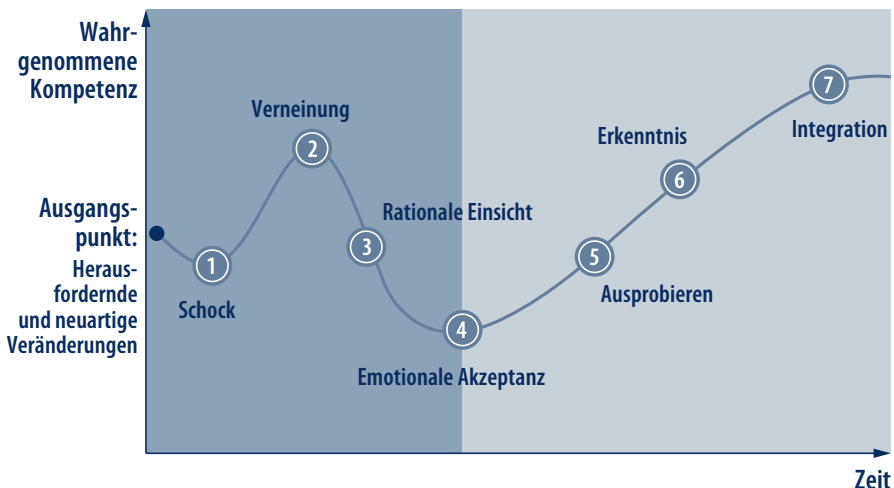 Wahr-
genommene
Kompetenz
Verneinung
2
7
Integration
Erkenntnis
6
Ausgangs-
punkt:
Heraus-
fordernde
und neuartige
Veränderungen
1
Schock
Rationale Einsicht
3
5
Ausprobieren
4
Emotionale Akzeptanz
Zeit